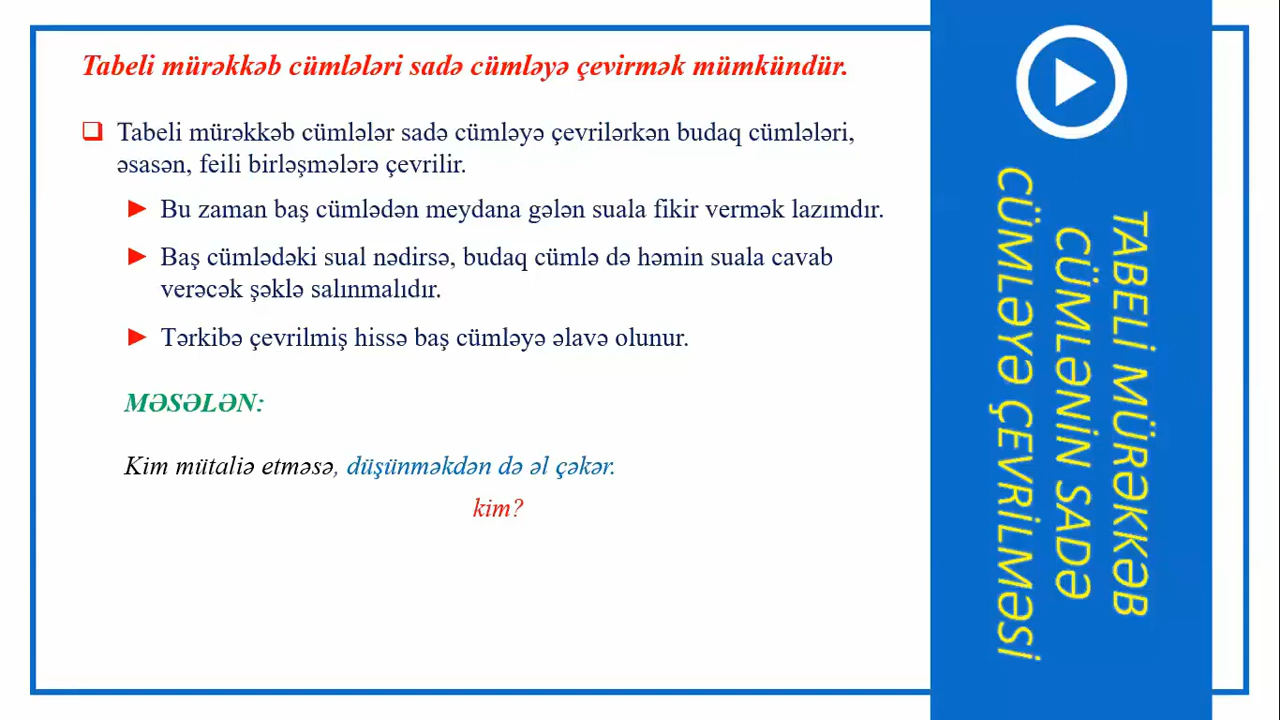 Tabeli mürəkkəb cümlələri sadə cümləyə çevirmək mümkündür.
❑ Tabeli mürəkkəb cümlələr sadə cümləyə çevrilərkən budaq cümlələri,
əsasən, feili birləşmələrə çevrilir.
► Bu zaman baş cümlədən meydana gələn suala fikir vermək lazımdır.
► Baş cümlədəki sual nədirsə, budaq cümlə də həmin suala cavab
verəcək şəklə salınmalıdır.
► Tərkibə çevrilmiş hissə baş cümləyə əlavə olunur.
MƏSƏLƏN:
Kim mütaliə etməsə, düşünməkdən də əl çəkər.
kim?
TABELİ MÜRƏKKƏB
CÜMLƏNİN SADƏ
CÜMLƏYƏ ÇEVRİLMƏSİ